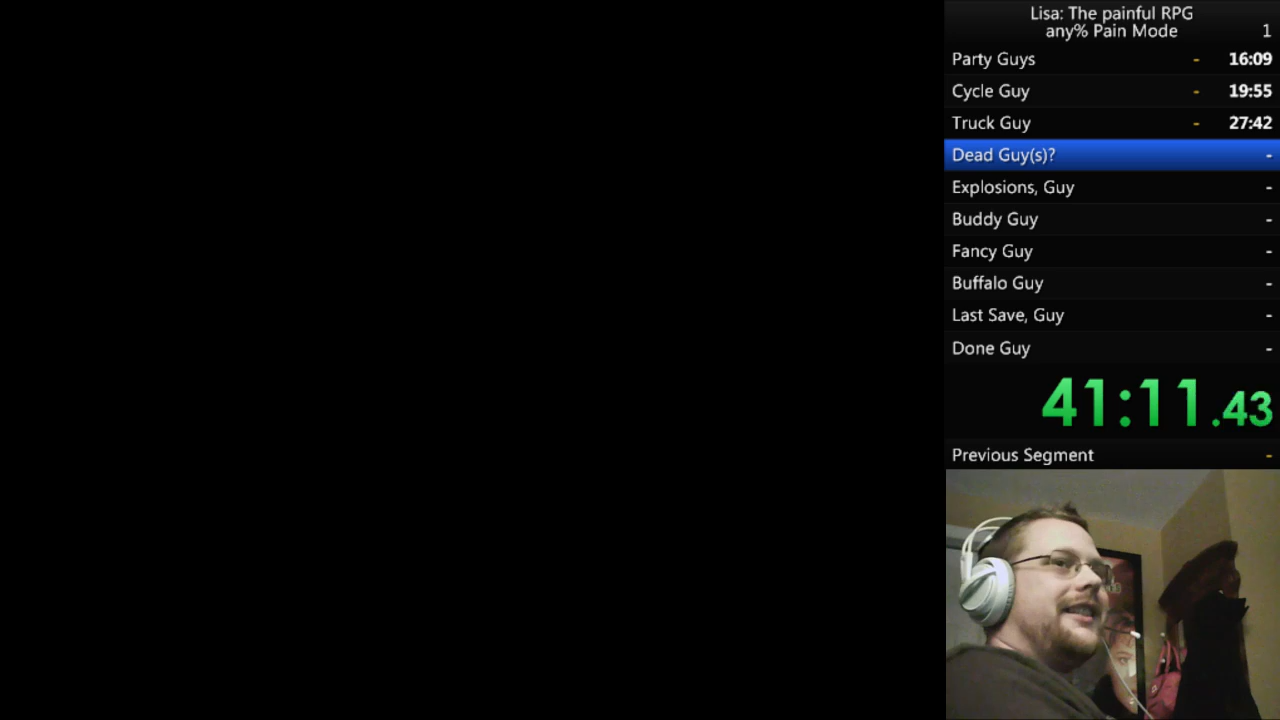 Lisa: The painful RPG
any% Pain Mode 1
Party Guys - 16:09
Cycle Guy - 19:55
Truck Guy - 27:42
Dead Guy(s)? -
Explosions, Guy -
Buddy Guy -
Fancy Guy -
Buffalo Guy -
Last Save, Guy -
Done Guy -
41:11.43
Previous Segment -